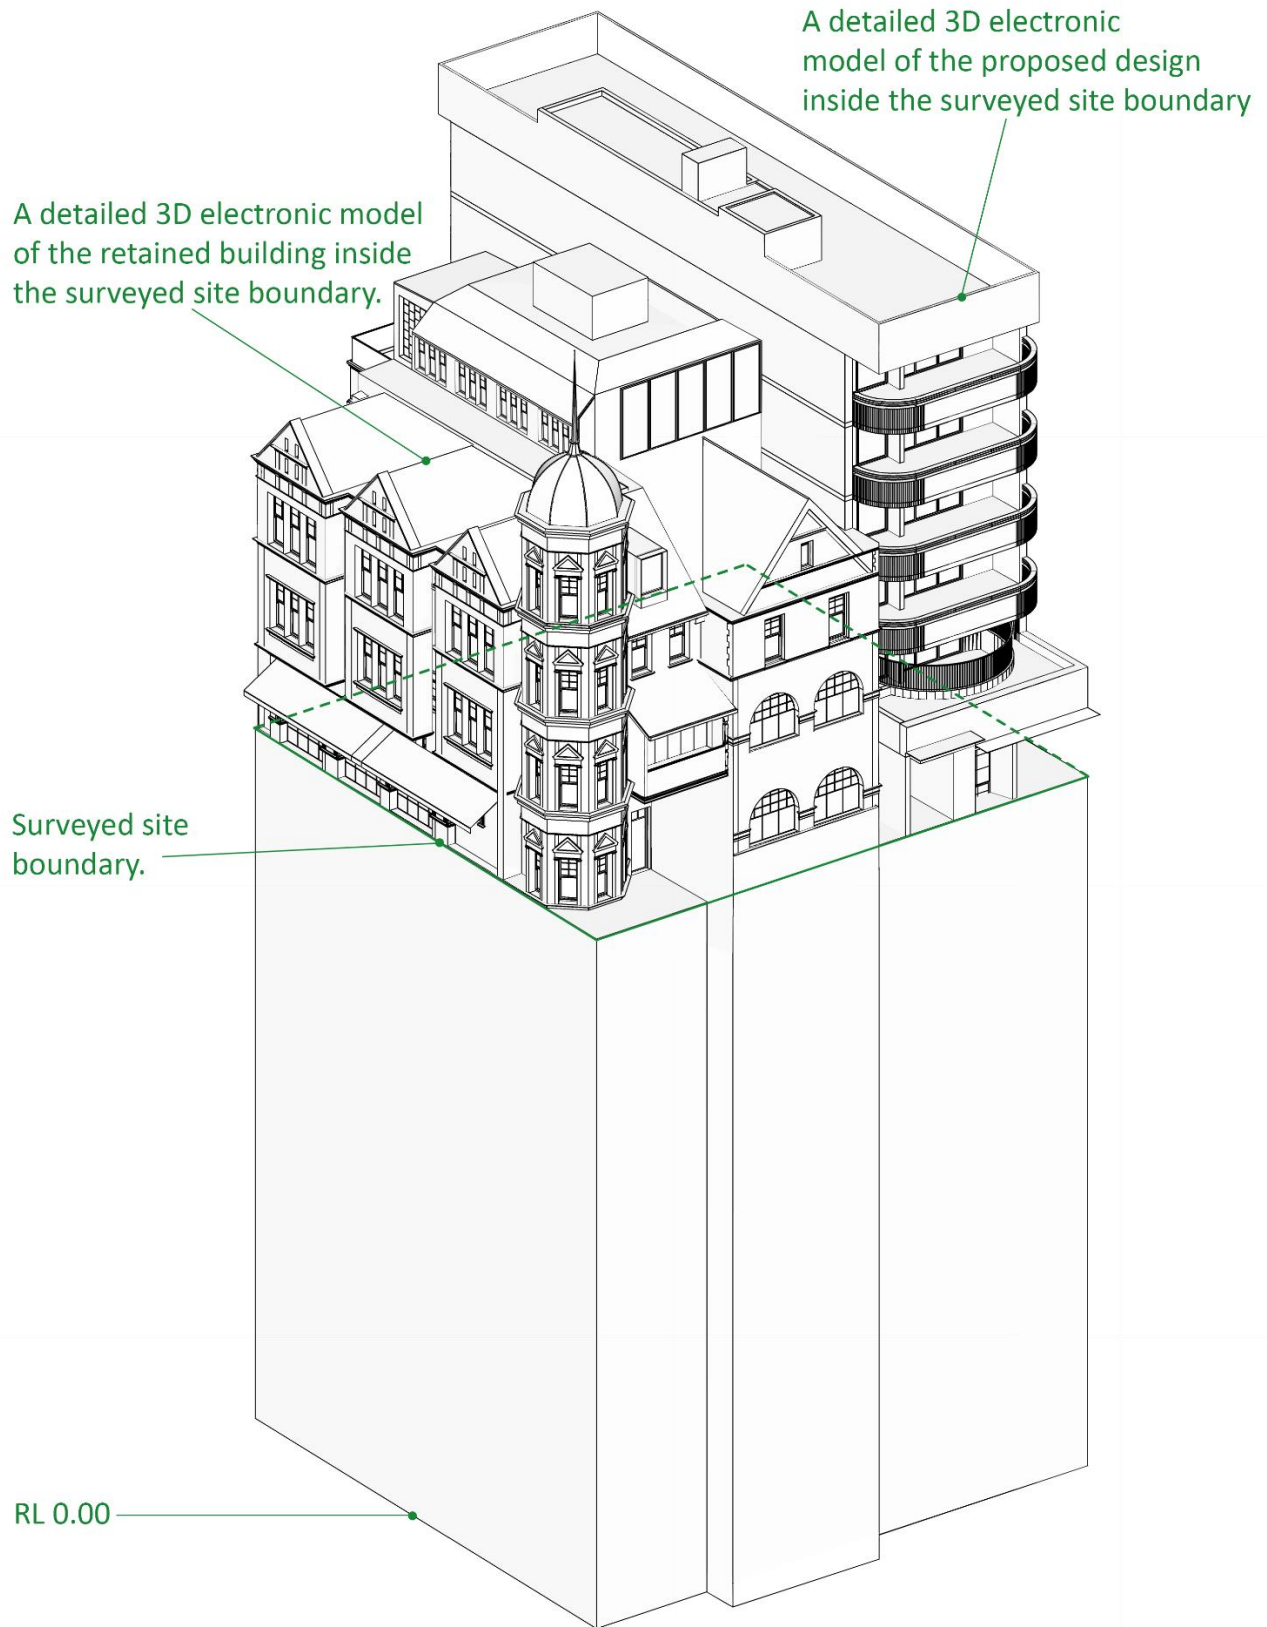 A detailed 3D electronic
model of the proposed design
inside the surveyed site boundary
A detailed 3D electronic model
of the retained building inside
the surveyed site boundary.
Surveyed site
boundary.
RL 0.00